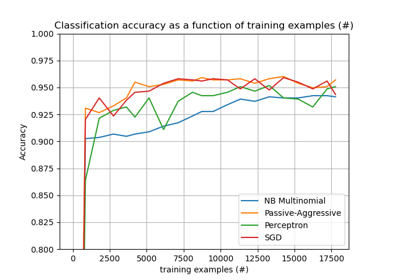 Classification accuracy as a function of training examples (#)
1.000
0.975
0.950
0.925
0.900
0.875
0.850
0.825
0.800
Accuracy
NB Multinomial
Passive-Aggressive
Perceptron
SGD
0 2500 5000 7500 10000 12500 15000 17500
training examples (#)